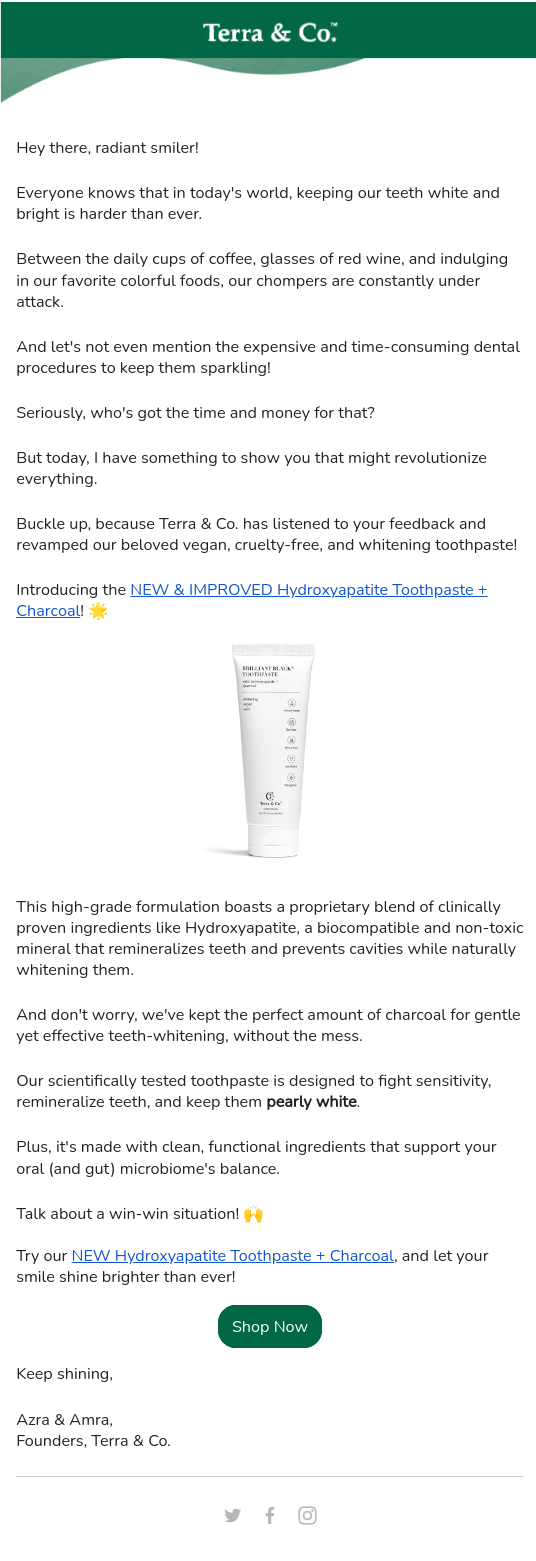 Terra & Co.™
Hey there, radiant smiler!
Everyone knows that in today's world, keeping our teeth white and
bright is harder than ever.
Between the daily cups of coffee, glasses of red wine, and indulging
in our favorite colorful foods, our chompers are constantly under
attack.
And let's not even mention the expensive and time-consuming dental
procedures to keep them sparkling!
Seriously, who's got the time and money for that?
But today, I have something to show you that might revolutionize
everything.
Buckle up, because Terra & Co. has listened to your feedback and
revamped our beloved vegan, cruelty-free, and whitening toothpaste!
Introducing the NEW & IMPROVED Hydroxyapatite Toothpaste +
Charcoal! 🌟
BRILLIANT BLACK®
TOOTHPASTE
with hydroxyapatite +
charcoal
Terra & Co.
This high-grade formulation boasts a proprietary blend of clinically
proven ingredients like Hydroxyapatite, a biocompatible and non-toxic
mineral that remineralizes teeth and prevents cavities while naturally
whitening them.
And don't worry, we've kept the perfect amount of charcoal for gentle
yet effective teeth-whitening, without the mess.
Our scientifically tested toothpaste is designed to fight sensitivity,
remineralize teeth, and keep them pearly white.
Plus, it's made with clean, functional ingredients that support your
oral (and gut) microbiome's balance.
Talk about a win-win situation! 🙌
Try our NEW Hydroxyapatite Toothpaste + Charcoal, and let your
smile shine brighter than ever!
Shop Now
Keep shining,
Azra & Amra,
Founders, Terra & Co.